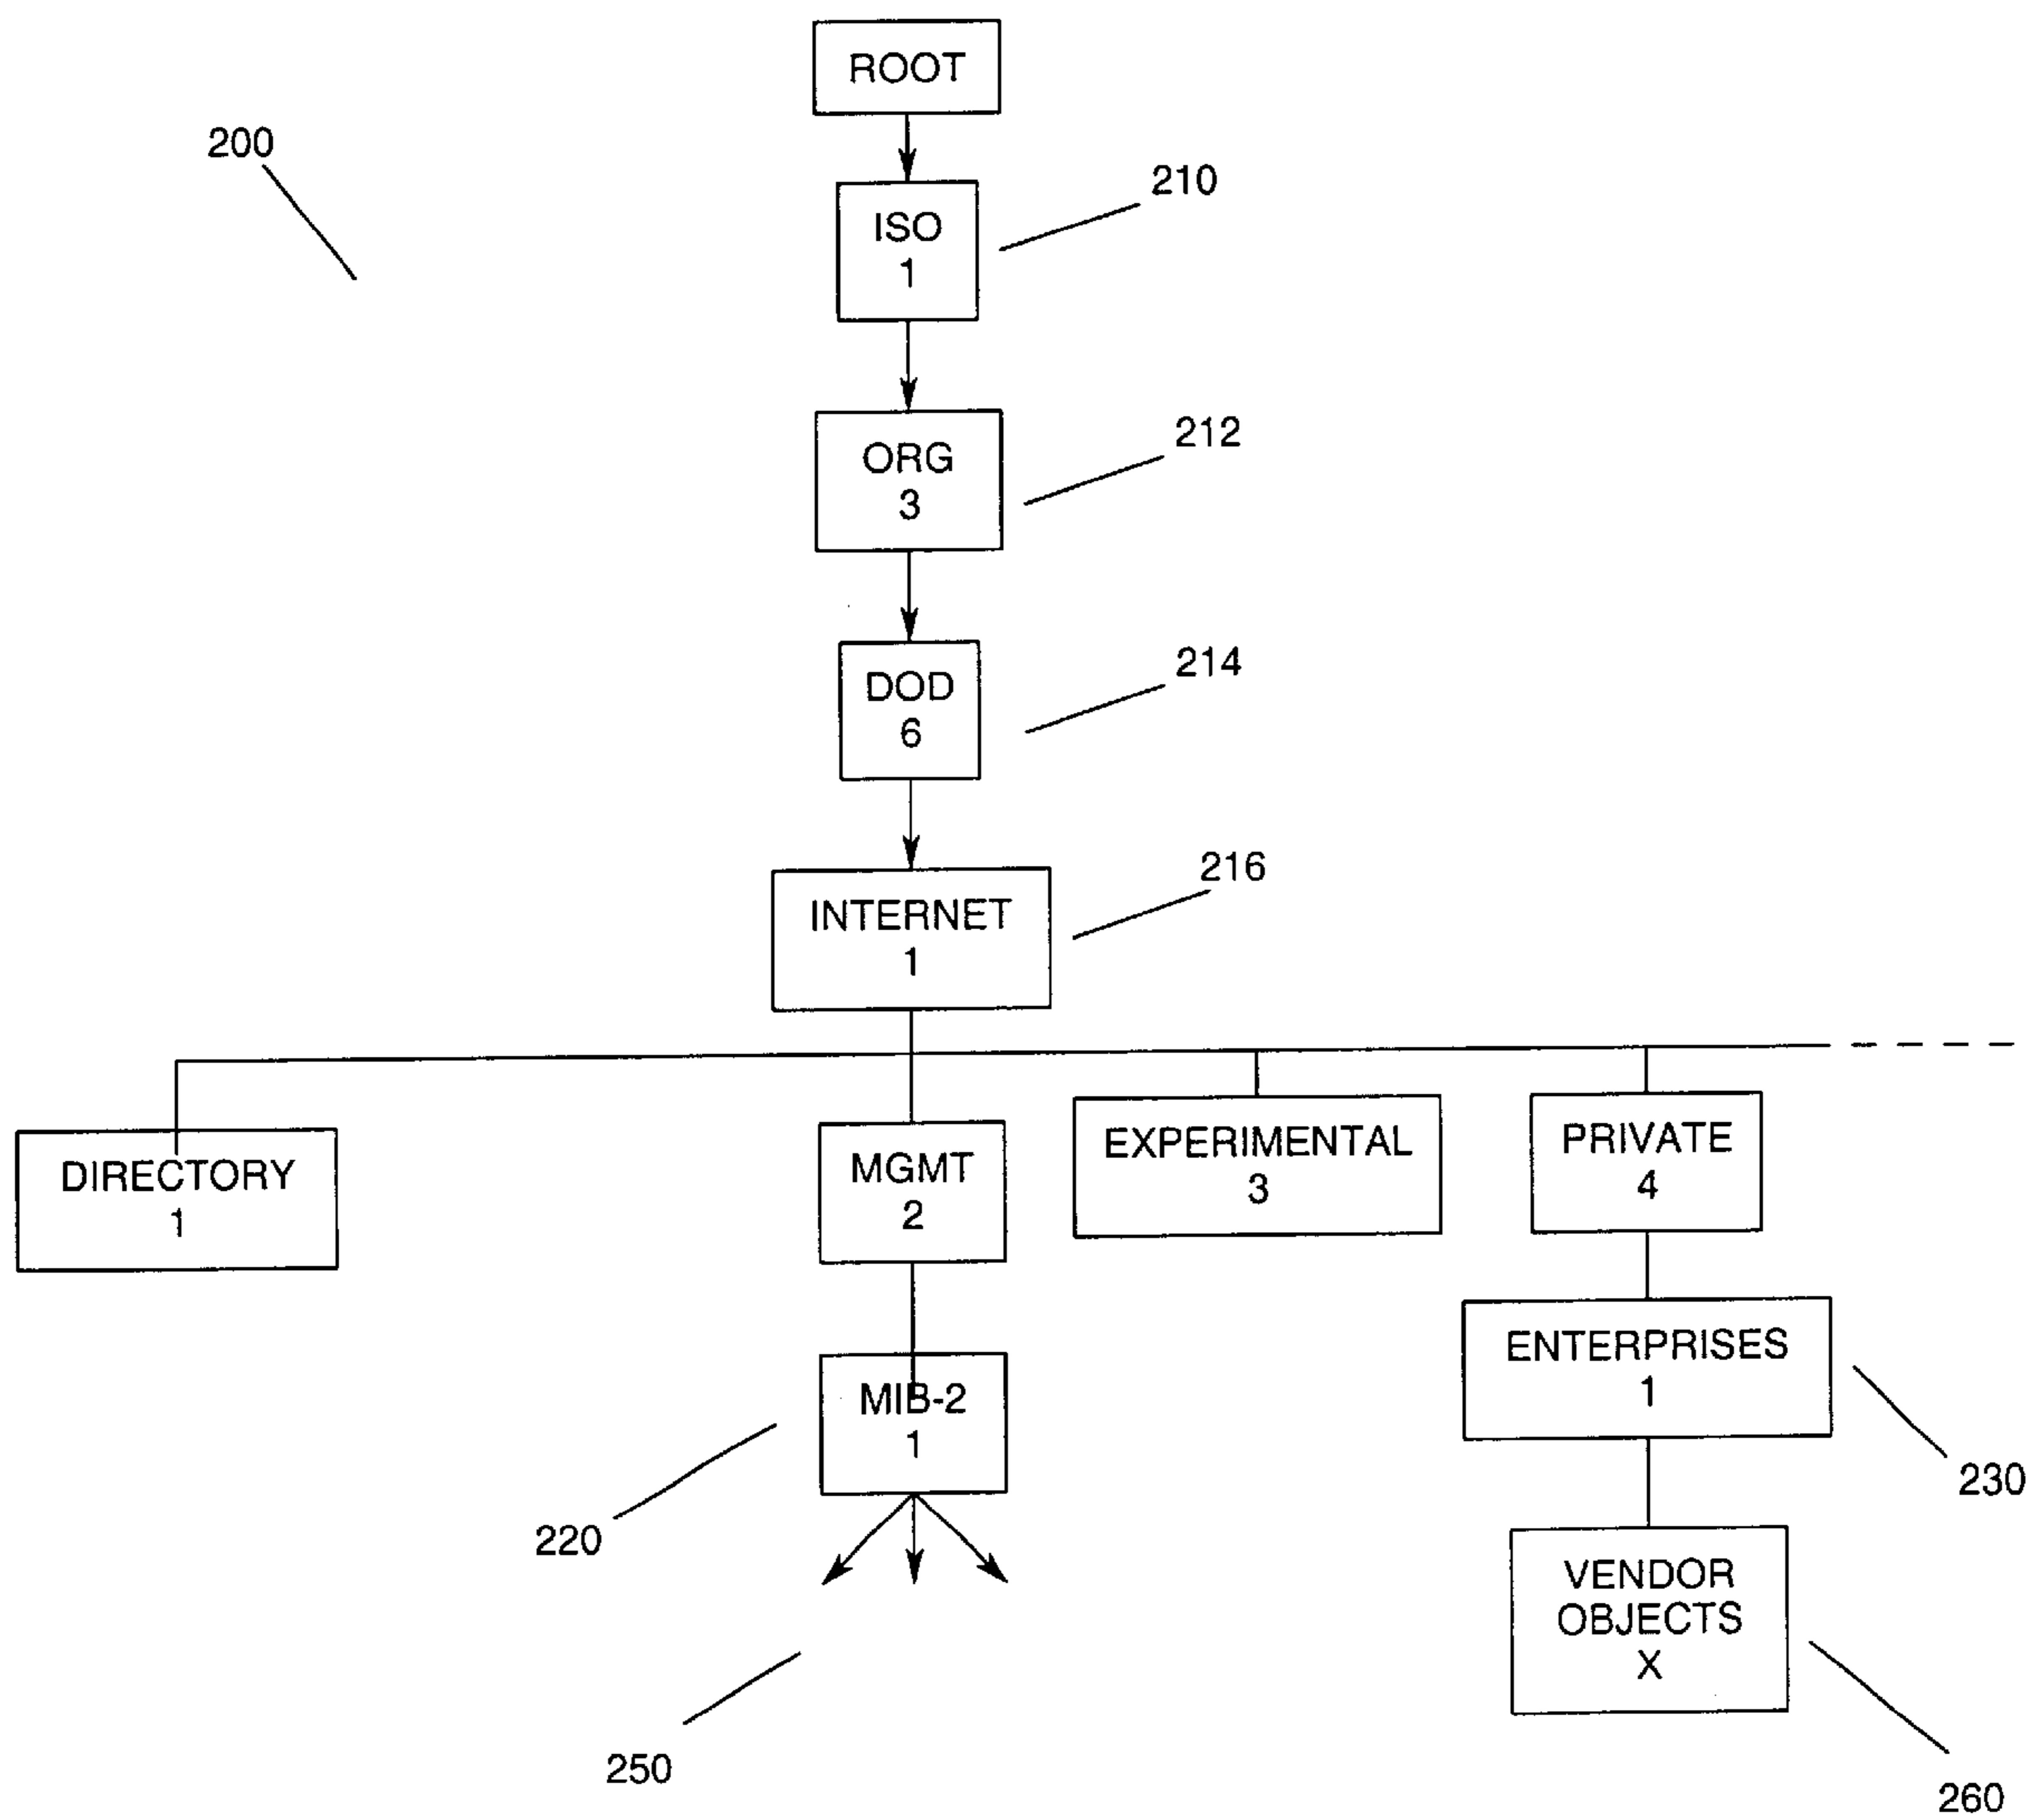 ROOT
200
210
ISO
1
212
ORG
3
214
DOD
6
216
INTERNET
1
DIRECTORY
1
MGMT
2
EXPERIMENTAL
3
PRIVATE
4
MIB-2
1
220
ENTERPRISES
1
230
250
VENDOR
OBJECTS
X
260